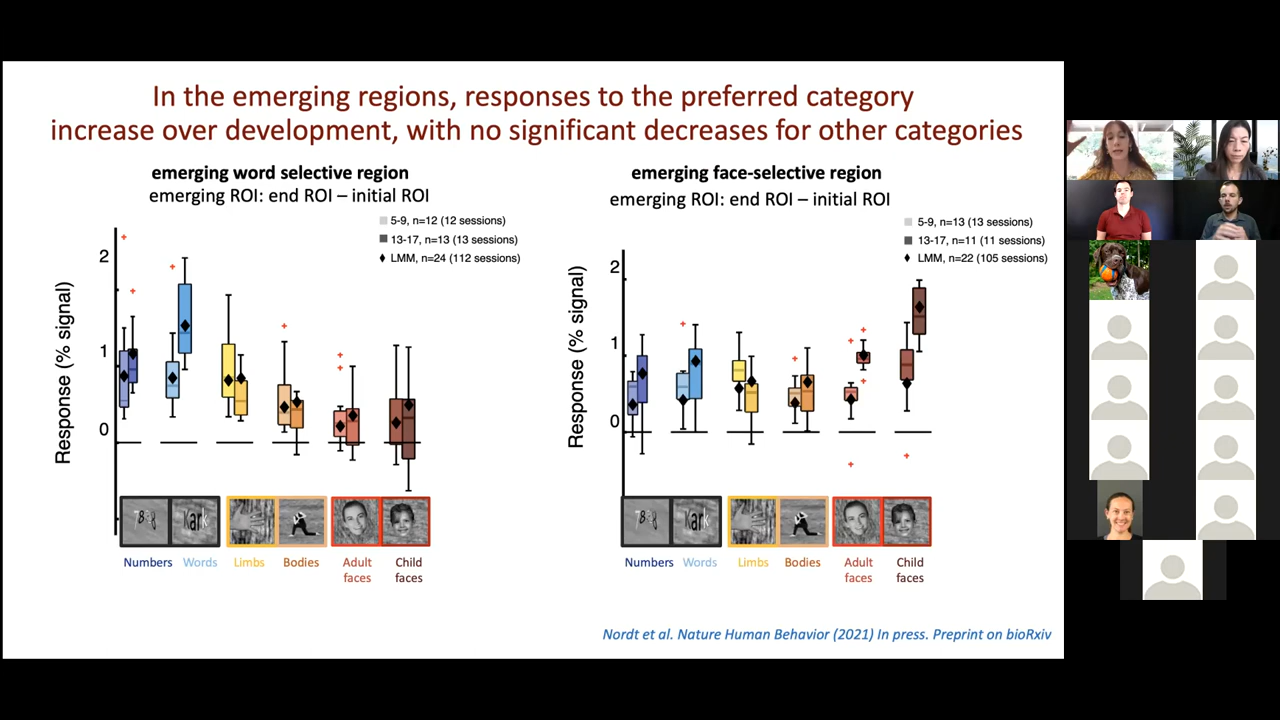 In the emerging regions, responses to the preferred category
increase over development, with no significant decreases for other categories
emerging word selective region
emerging ROI: end ROI – initial ROI
5-9, n=12 (12 sessions)
13-17, n=13 (13 sessions)
LMM, n=24 (112 sessions)
Response (% signal)
2
1
0
Kark
Numbers
Words
Limbs
Bodies
Adult
faces
Child
faces
emerging face-selective region
emerging ROI: end ROI – initial ROI
5-9, n=13 (13 sessions)
13-17, n=11 (11 sessions)
LMM, n=22 (105 sessions)
Response (% signal)
2
1
0
Kark
Numbers
Words
Limbs
Bodies
Adult
faces
Child
faces
Nordt et al. Nature Human Behavior (2021) In press. Preprint on bioRxiv